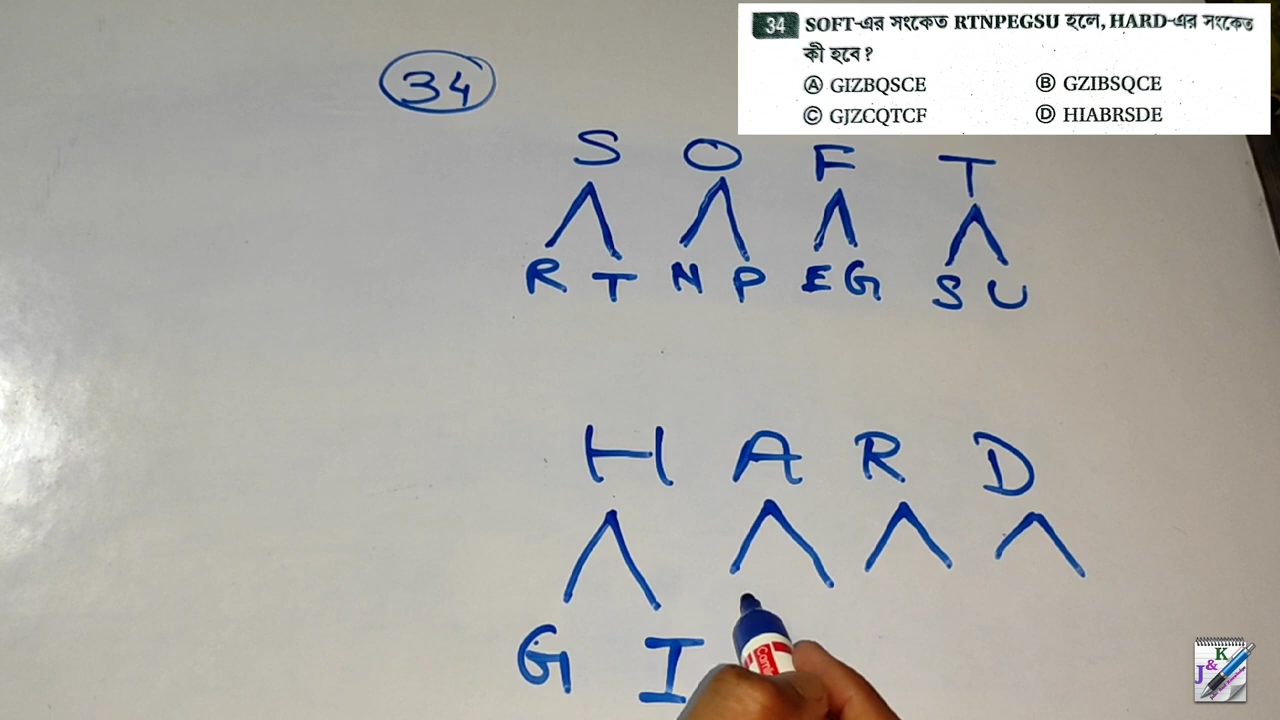 34 SOFT-এর সংকেত RTNPEGSU হলে, HARD-এর সংকেত
কী হবে?
Ⓐ GIZBQSCE Ⓑ GZIBSQCE
Ⓒ GJZCQTCF Ⓓ HIABRSDE
34
S O F T
R T N P E G S U
H A R D
G I
J&K